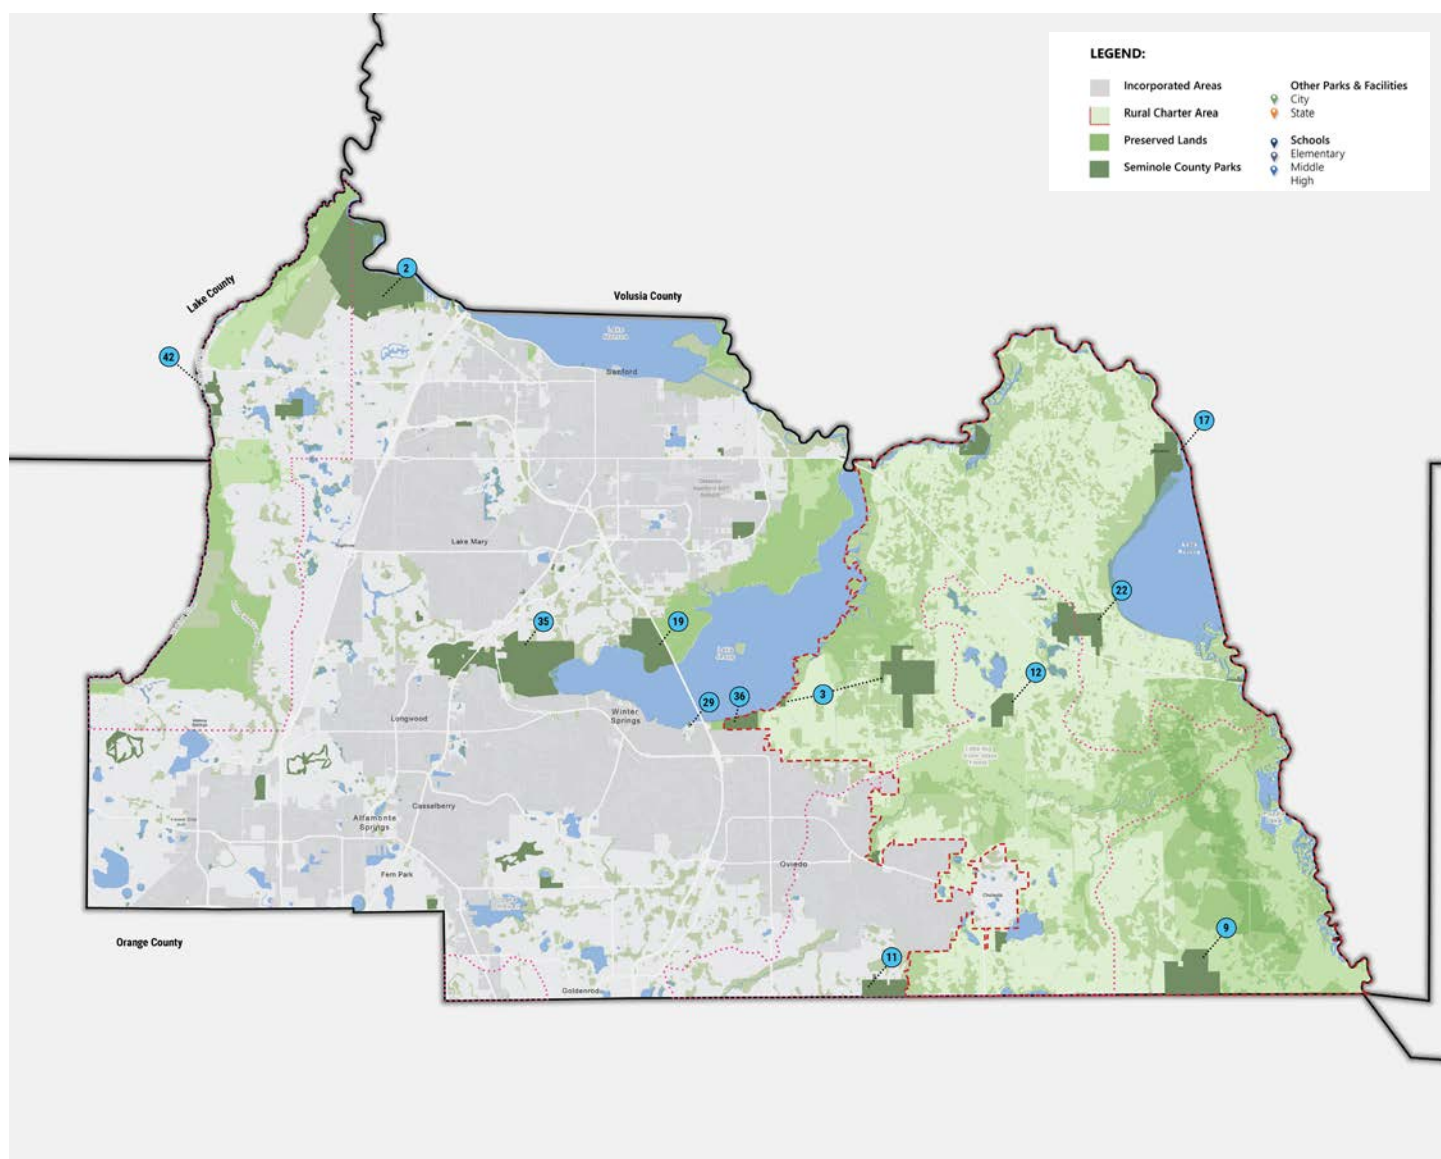 LEGEND:
Incorporated Areas
Rural Charter Area
Preserved Lands
Seminole County Parks
Other Parks & Facilities
City
State
Schools
Elementary
Middle
High
2
Lake County
Volusia County
42
Sanford
17
Lake Mary
22
35
19
12
3
36
29
Winter
Springs
Longwood
Casselberry
Altamonte
Springs
Oviedo
Fern Park
Orange County
9
11
Goldenrod